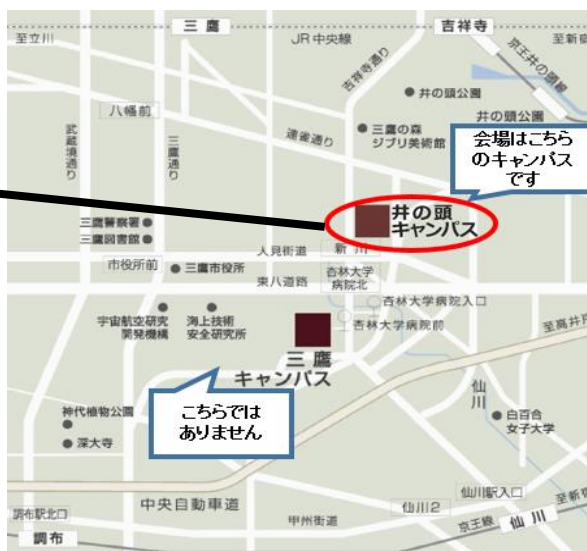 三鷹
吉祥寺
至立川
JR中央線
至新宿
吉祥寺通り
京王井の頭線
井の頭公園
八幡前
井の頭公園
武蔵境通り
三鷹通り
連雀通り
三鷹の森
ジブリ美術館
会場はこちら
のキャンパス
です
井の頭
キャンパス
三鷹警察署
三鷹図書館
人見街道
新川
市役所前
三鷹市役所
東八道路
杏林大学
病院北
杏林大学病院入口
宇宙航空研究
開発機構
海上技術
安全研究所
杏林大学病院前
至高井戸
三鷹
キャンパス
仙川
神代植物公園
こちらでは
ありません
白百合
女子大学
深大寺
仙川駅入口
中央自動車道
仙川2
至新宿
調布駅北口
甲州街道
京王線
仙川
調布